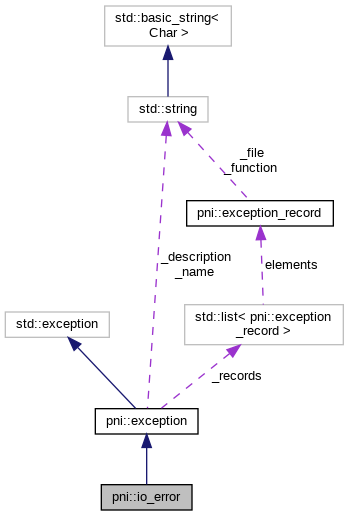 std::basic_string<
Char >
std::string
_file
_function
pni::exception_record
_description
_name
elements
std::exception
std::list< pni::exception
_record >
_records
pni::exception
pni::io_error